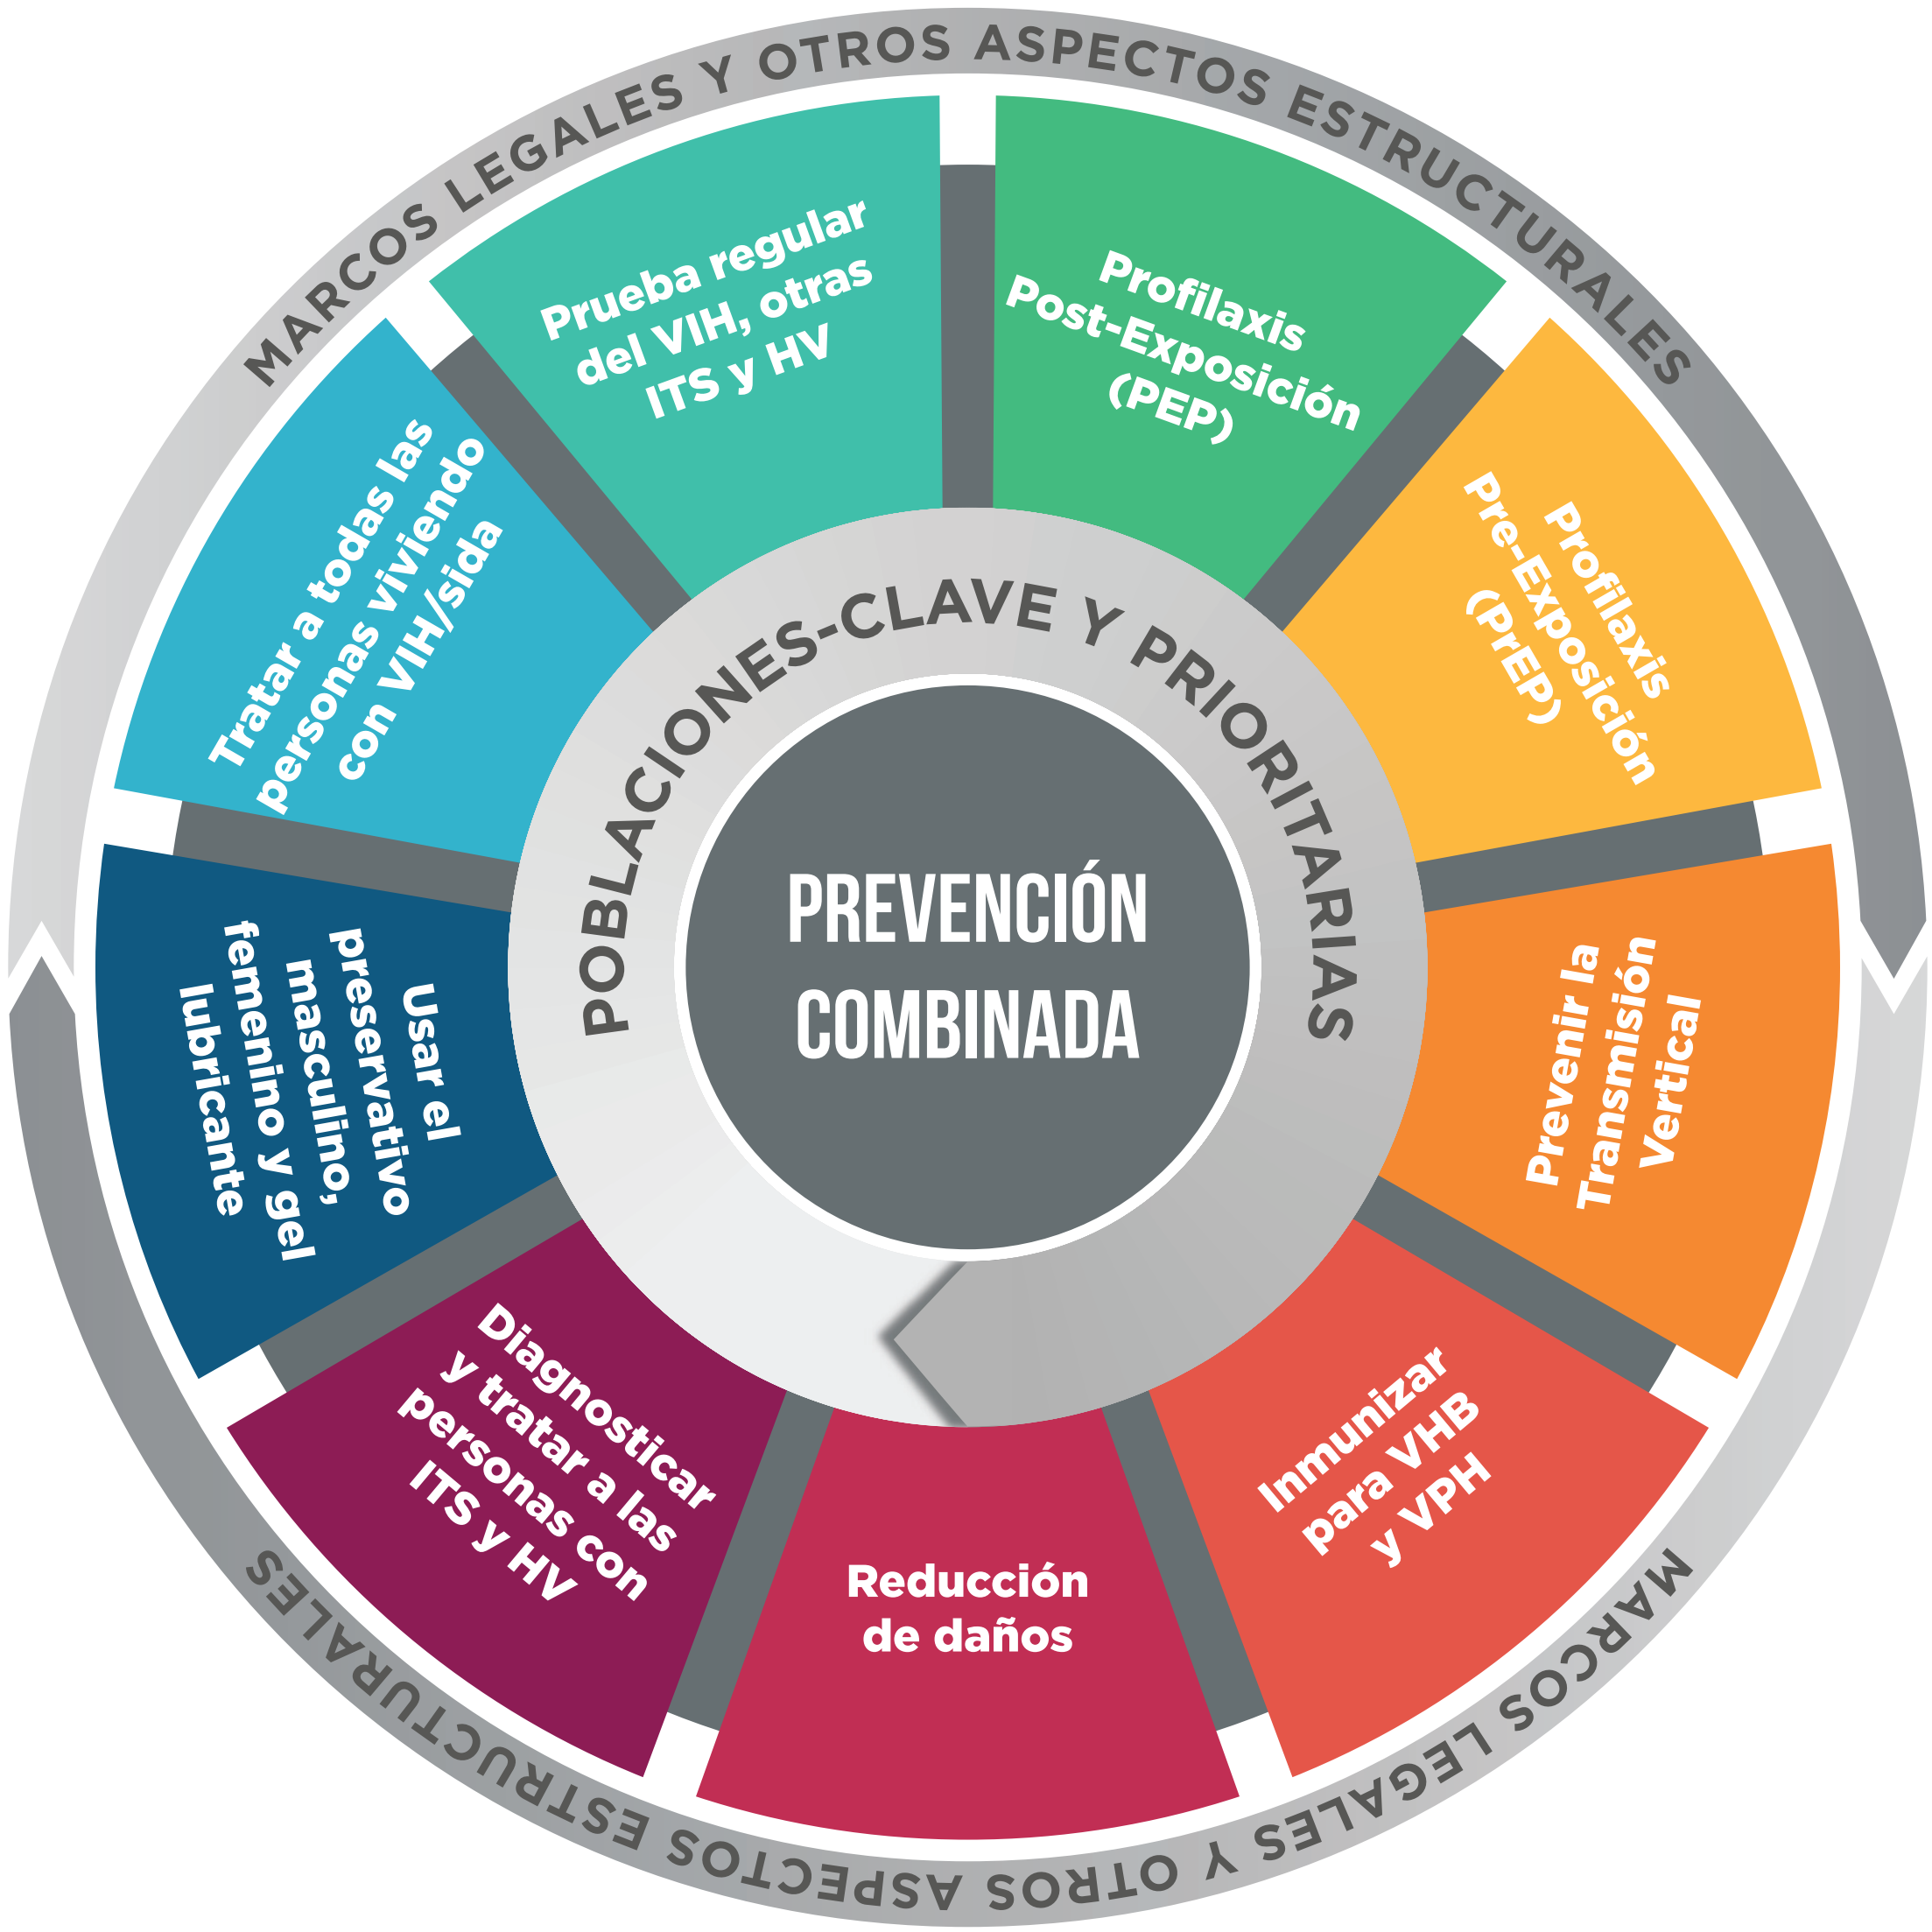 MARCOS LEGALES Y OTROS ASPECTOS ESTRUCTURALES
Prueba regular
del VIH, otras
ITs y HV
Profilaxis
Post-Exposición
(PEP)
Profilaxis
Pre-Exposición
(PrEP)
Prevenir la
Transmisión
Vertical
Inmunizar
para VHB
y VPH
Reducción
de daños
Diagnosticar
y tratar a las
personas con
ITS y HV
Usar el
preservativo
masculino,
femenino y gel
lubricante
Tratar a todas las
personas viviendo
con VIH/sida
POBLACIONES-CLAVE Y PRIORITARIAS
PREVENCIÓN
COMBINADA
MARCOS LEGALES Y OTROS ASPECTOS ESTRUCTURALES